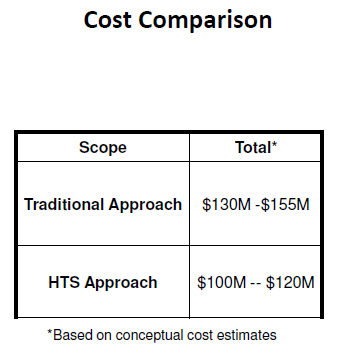 Cost Comparison
Scope Total*
Traditional Approach $130M -$155M
HTS Approach $100M -- $120M
*Based on conceptual cost estimates